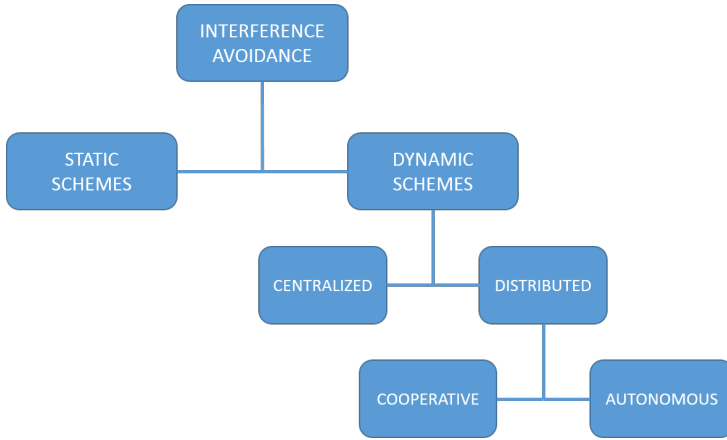 INTERFERENCE
AVOIDANCE
STATIC
SCHEMES
DYNAMIC
SCHEMES
CENTRALIZED
DISTRIBUTED
COOPERATIVE
AUTONOMOUS